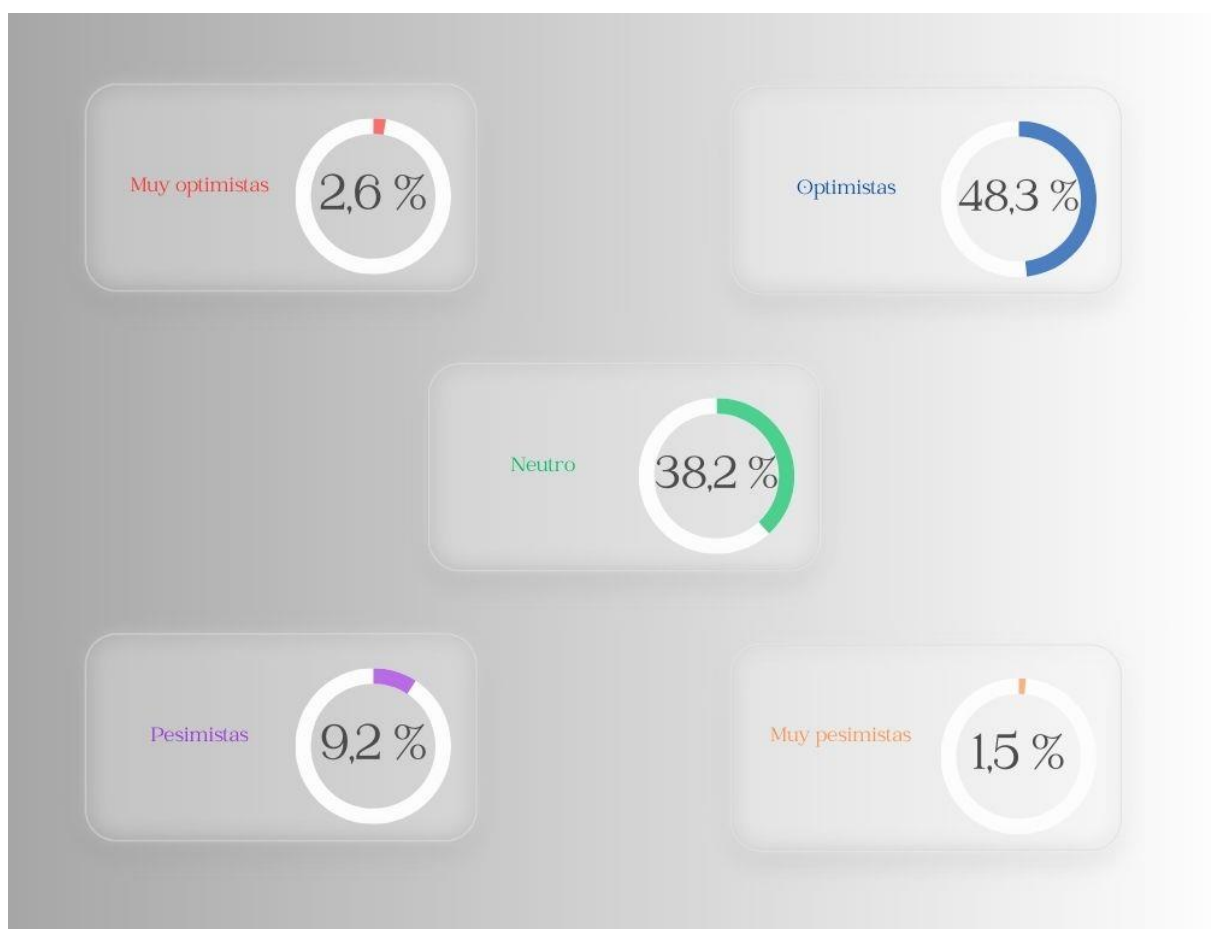 Muy optimistas
2,6 %
Optimistas
48,3 %
Neutro
38,2 %
Pesimistas
9,2 %
Muy pesimistas
1,5 %